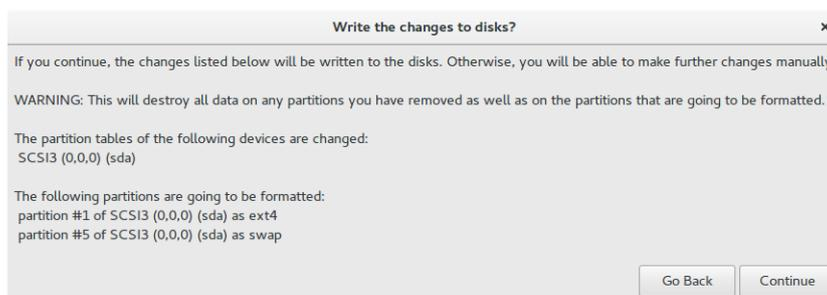 Write the changes to disks?
If you continue, the changes listed below will be written to the disks. Otherwise, you will be able to make further changes manually
WARNING: This will destroy all data on any partitions you have removed as well as on the partitions that are going to be formatted.
The partition tables of the following devices are changed:
SCSI3 (0,0,0) (sda)
The following partitions are going to be formatted:
partition #1 of SCSI3 (0,0,0) (sda) as ext4
partition #5 of SCSI3 (0,0,0) (sda) as swap
Go Back Continue